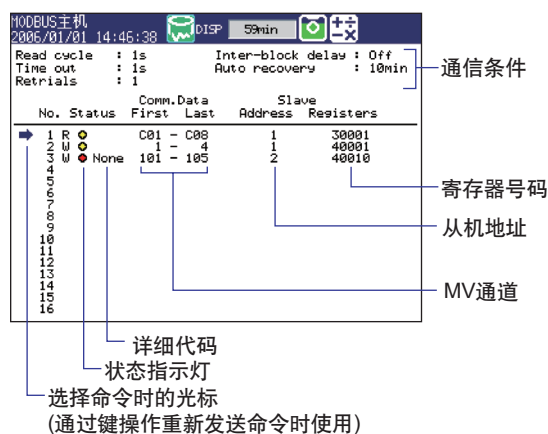 MODBUS主机
2006/01/01 14:46:38 DISP 59min
Read cycle : 1s Inter-block delay : Off
Time out : 1s Auto recovery : 10min
Retrials : 1
通信条件
Comm.Data Slave
No. Status First Last Address Registers
1 R C01 - C08 1 30001
2 W 1 - 4 1 40001
3 W None 101 - 105 2 40010
4
5
6
7
8
9
10
11
12
13
14
15
16
寄存器号码
从机地址
MV通道
详细代码
状态指示灯
选择命令时的光标
(通过键操作重新发送命令时使用)